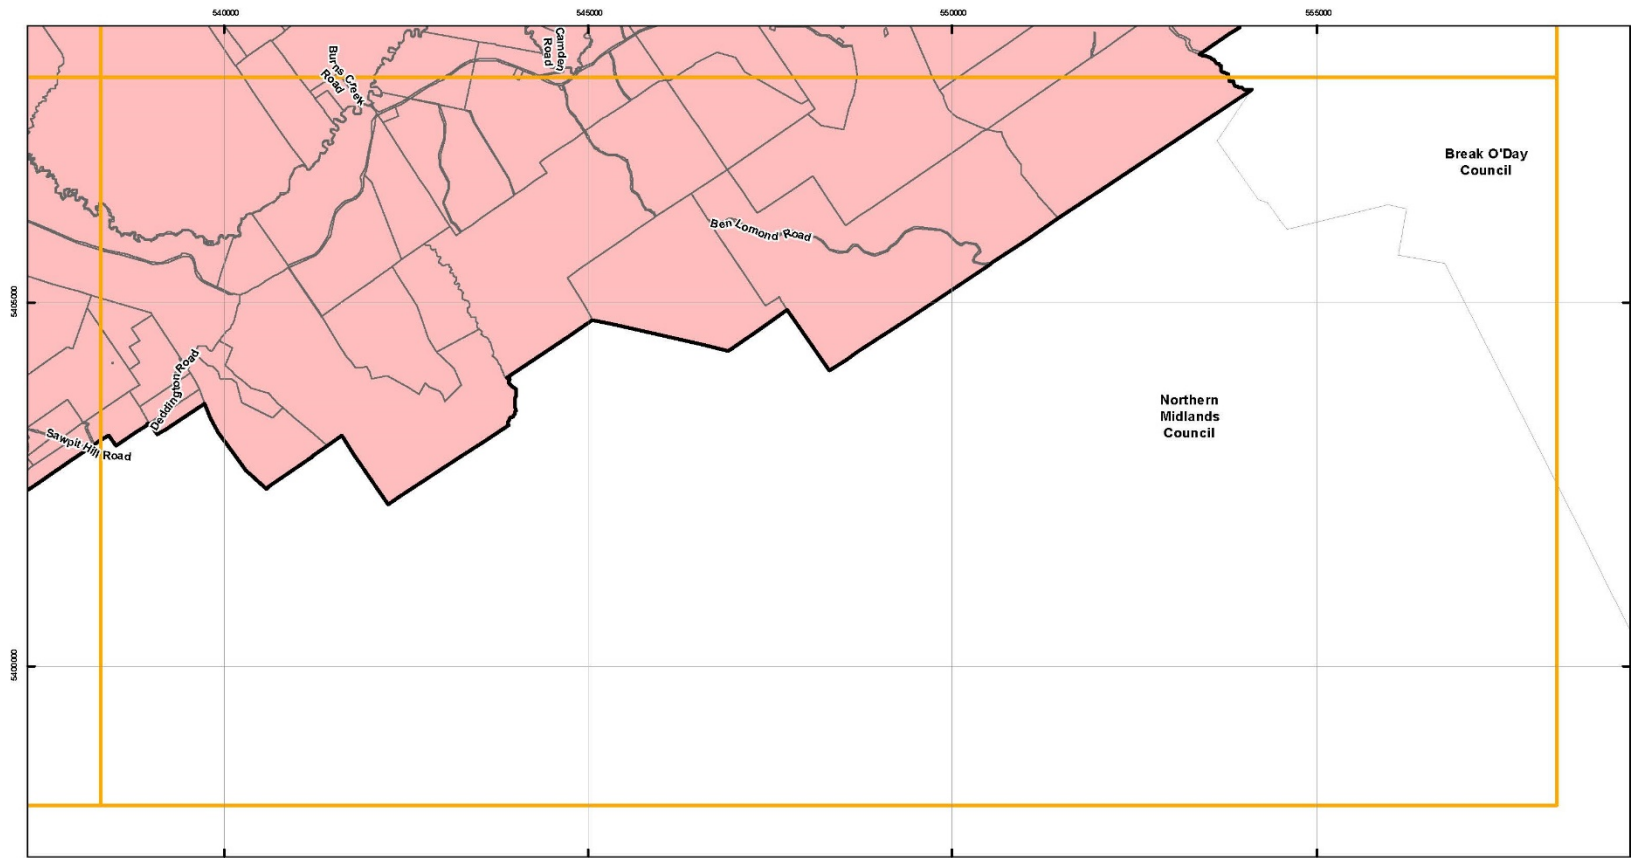 540000
545000
550000
555000
Camden
Road
Burns Creek
Road
Break O'Day
Council
Ben Lomond Road
5405000
Deddington Road
Northern
Midlands
Council
Sawpit Hill Road
5400000